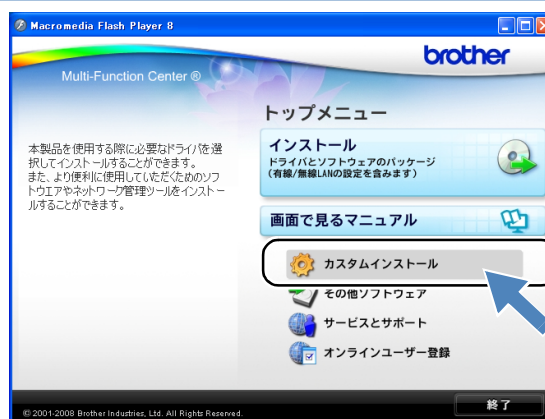 Macromedia Flash Player 8
brother
Multi-Function Center ®
トップメニュー
本製品を使用する際に必要なドライバを選
択してインストールすることができます。
また、より便利に使用していただくためのソフ
トウエアやネットワーク管理ツールをインストー
ルすることができます。
インストール
ドライバとソフトウェアのパッケージ
(有線/無線LANの設定を含みます)
画面で見るマニュアル
カスタムインストール
その他ソフトウェア
サービスとサポート
オンラインユーザー登録
© 2001-2008 Brother Industries, Ltd. All Rights Reserved.
終了